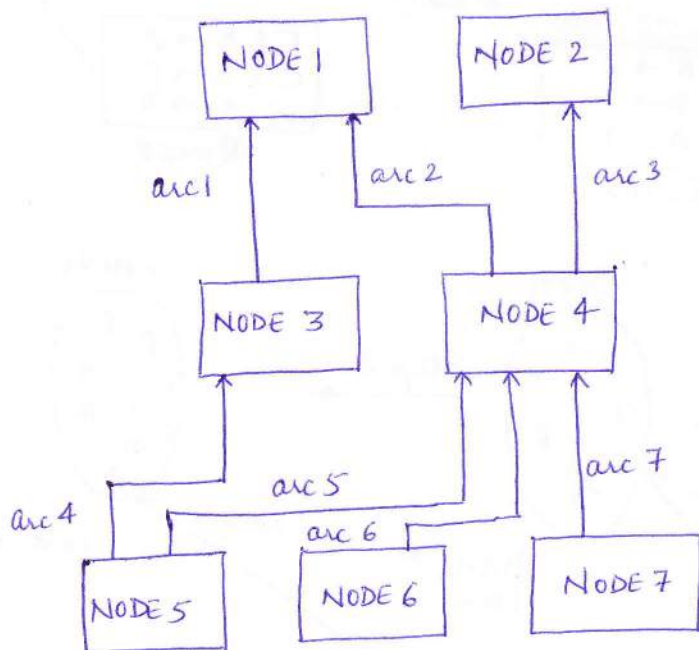 NODE 1
NODE 2
arc 1
arc 2
arc 3
NODE 3
NODE 4
arc 4
arc 5
arc 6
arc 7
NODE 5
NODE 6
NODE 7